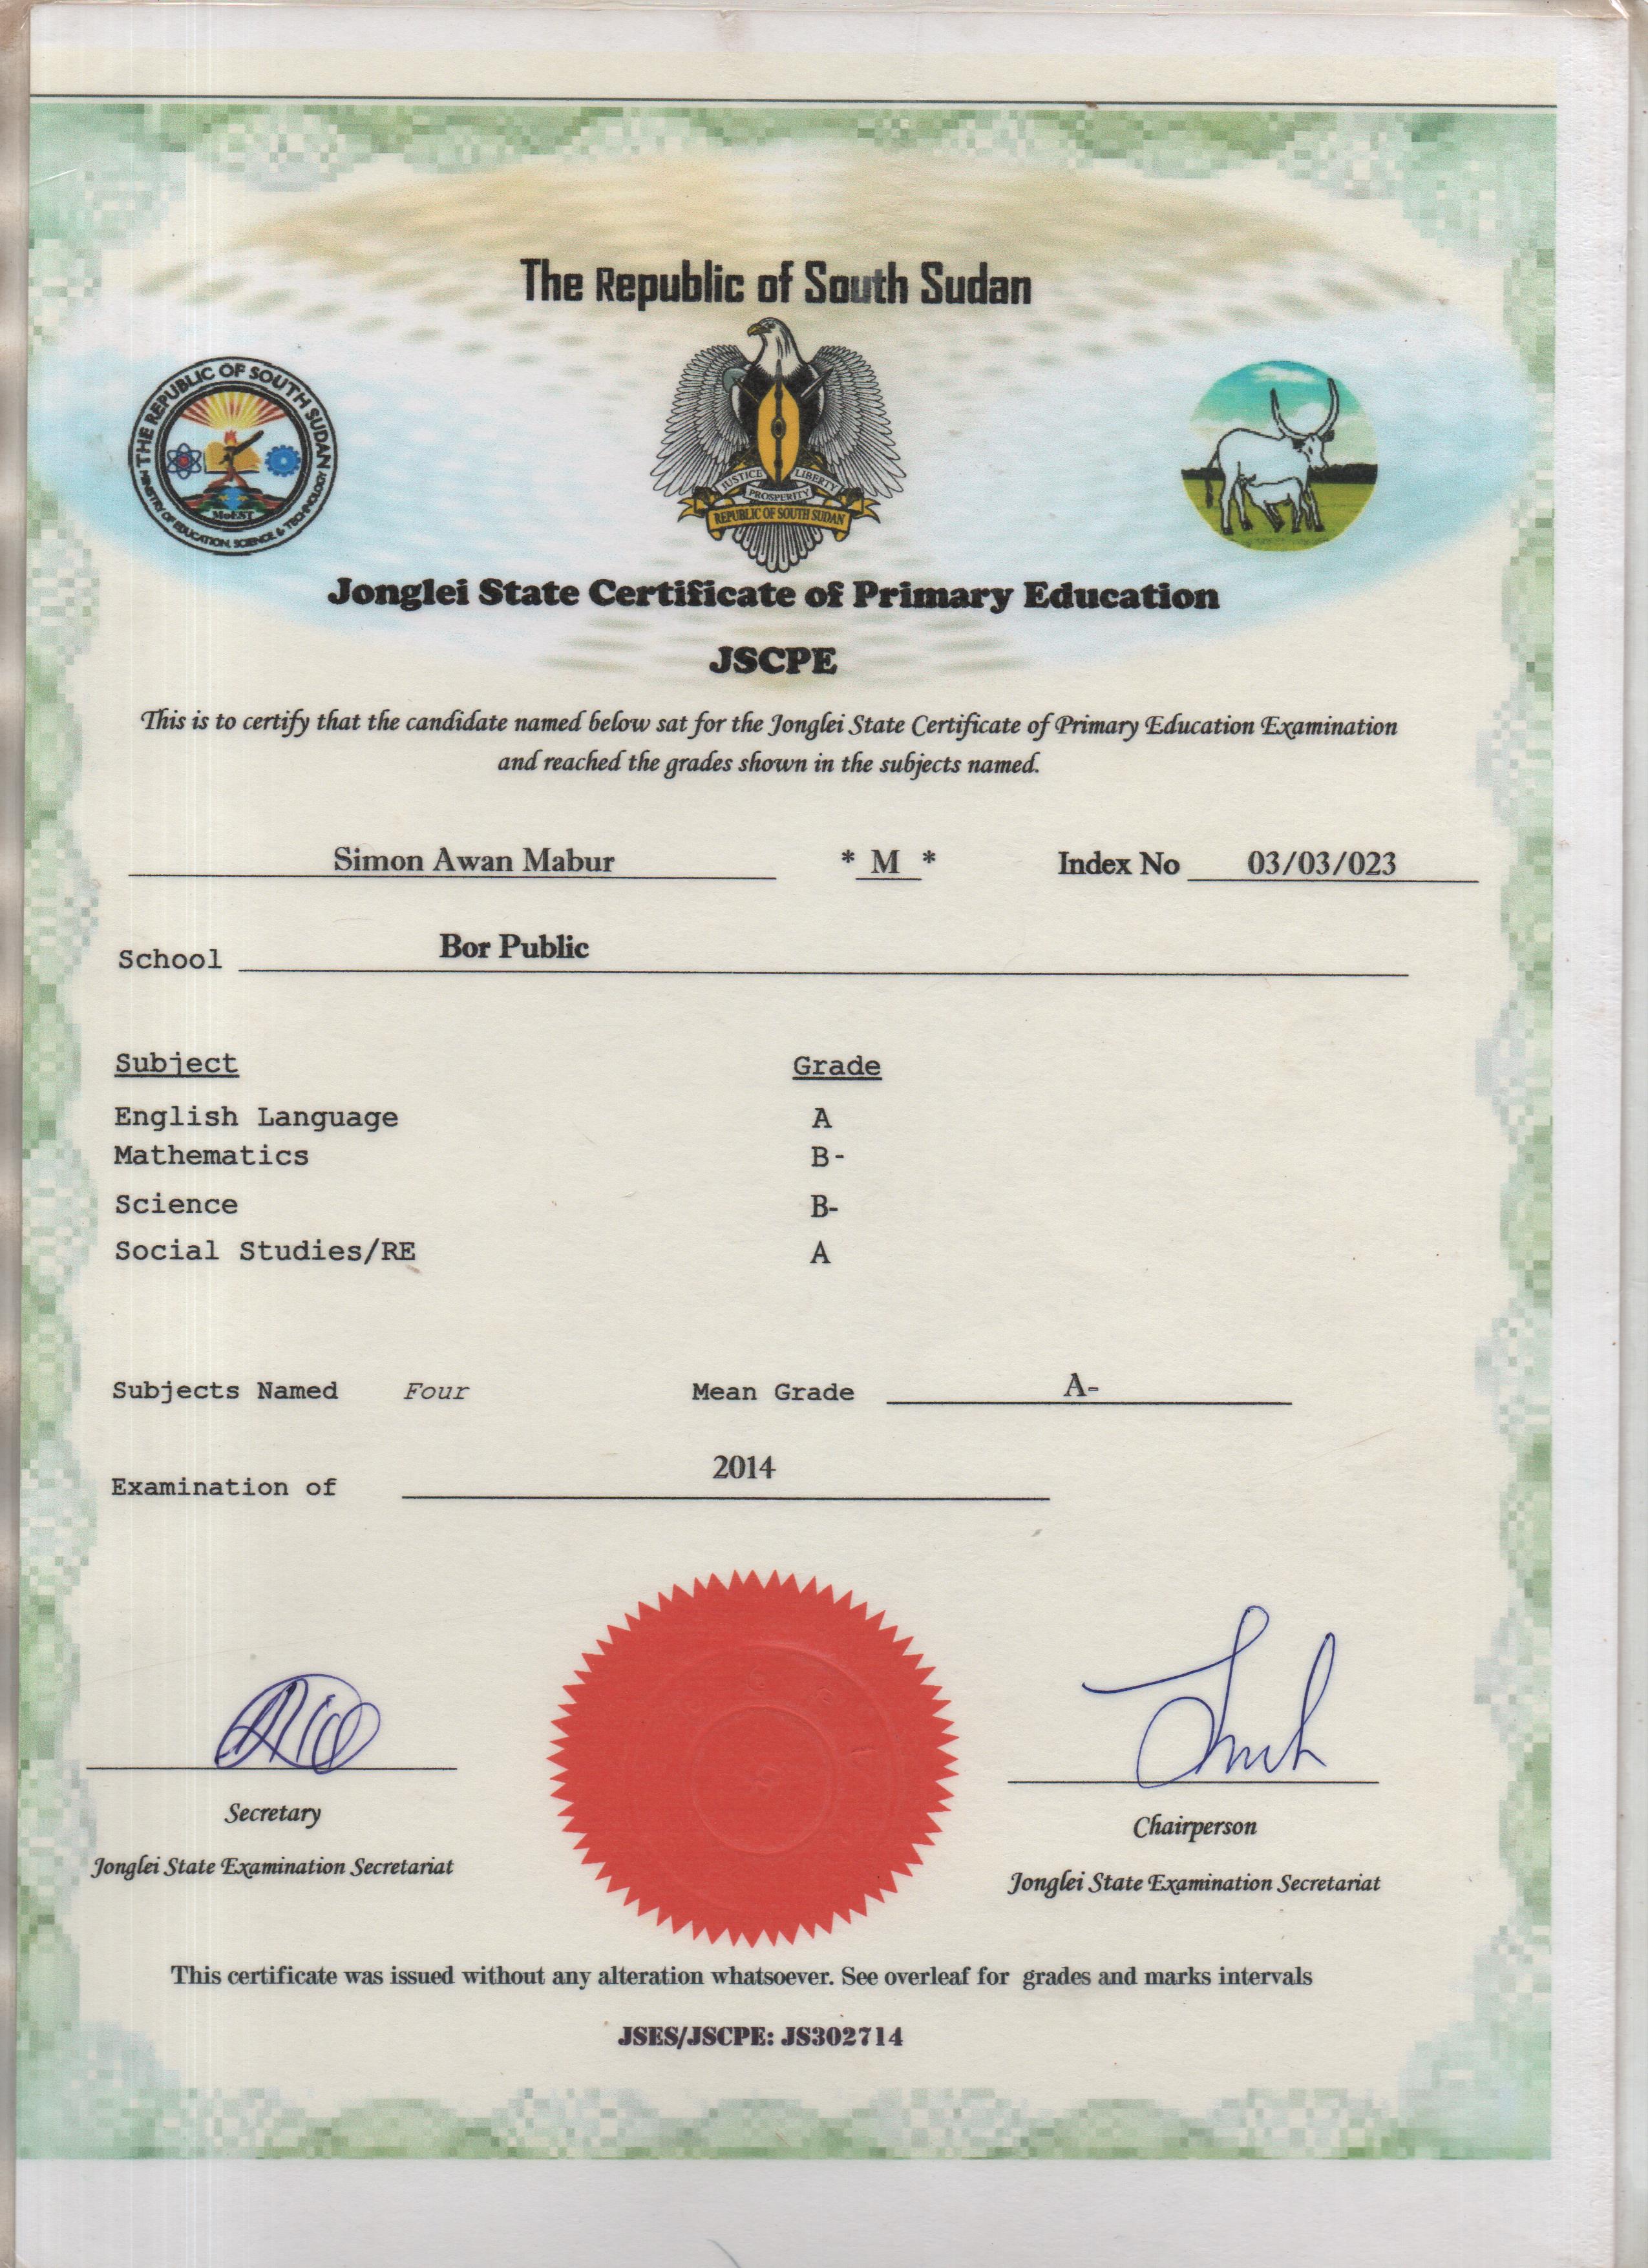 The Republic of South Sudan
THE REPUBLIC OF SOUTH SUDAN
MINISTRY OF EDUCATION, SCIENCE & TECHNOLOGY
MoEST
JUSTICE LIBERTY
PROSPERITY
REPUBLIC OF SOUTH SUDAN
Jonglei State Certificate of Primary Education
JSCPE
This is to certify that the candidate named below sat for the Jonglei State Certificate of Primary Education Examination
and reached the grades shown in the subjects named.
Simon Awan Mabur * M * Index No 03/03/023
School Bor Public
Subject Grade
English Language A
Mathematics B-
Science B-
Social Studies/RE A
Subjects Named Four Mean Grade A-
Examination of 2014
Secretary Chairperson
Jonglei State Examination Secretariat Jonglei State Examination Secretariat
This certificate was issued without any alteration whatsoever. See overleaf for grades and marks intervals
JSES/JSCPE: JS302714